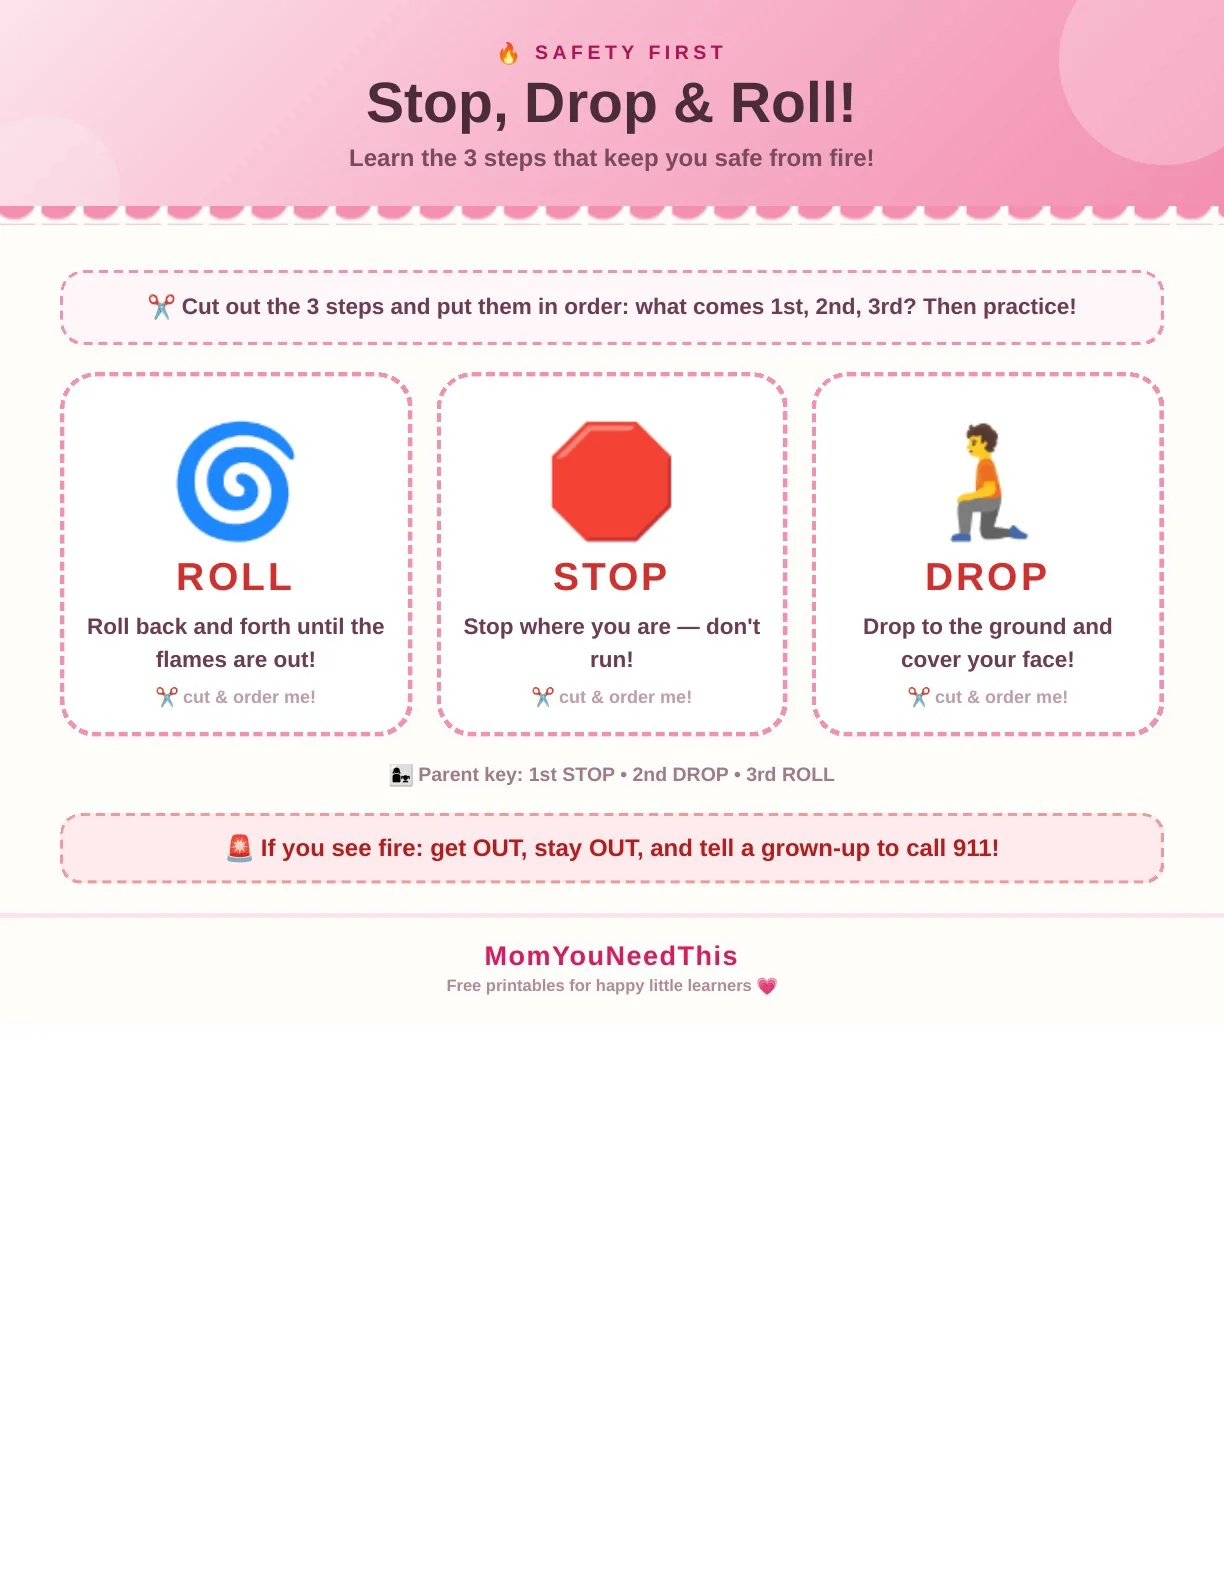 🔥 SAFETY FIRST
Stop, Drop & Roll!
Learn the 3 steps that keep you safe from fire!
✂️ Cut out the 3 steps and put them in order: what comes 1st, 2nd, 3rd? Then practice!
ROLL
Roll back and forth until the
flames are out!
✂️ cut & order me!
STOP
Stop where you are — don't
run!
✂️ cut & order me!
DROP
Drop to the ground and
cover your face!
✂️ cut & order me!
Parent key: 1st STOP • 2nd DROP • 3rd ROLL
🚨 If you see fire: get OUT, stay OUT, and tell a grown-up to call 911!
MomYouNeedThis
Free printables for happy little learners 💗